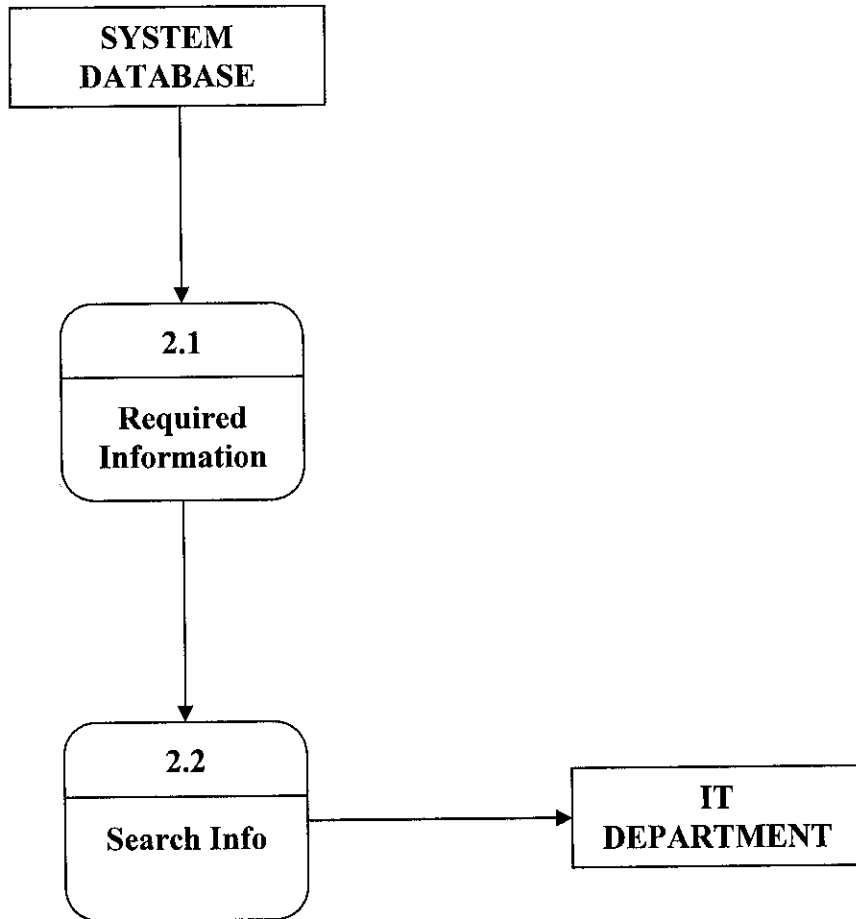 SYSTEM
DATABASE
2.1
Required
Information
2.2
Search Info
IT
DEPARTMENT